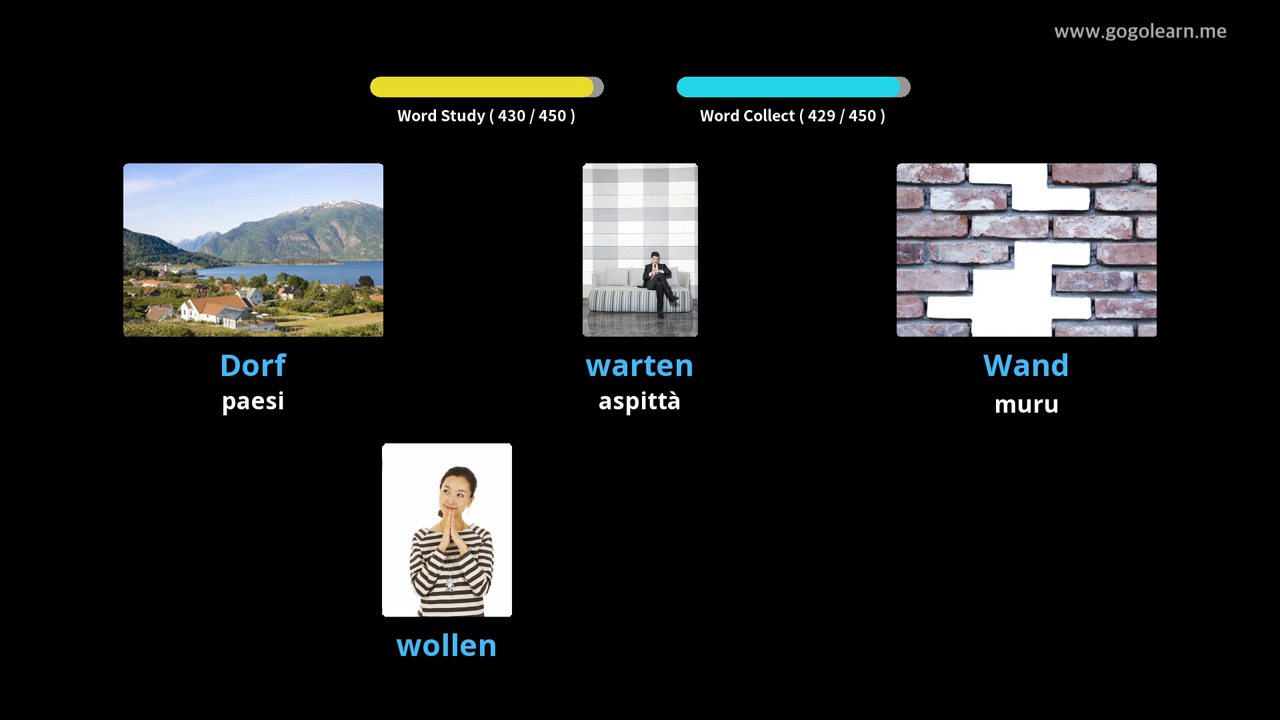 www.gogolearn.me
Word Study ( 430 / 450 )
Word Collect ( 429 / 450 )
Dorf
paesi
warten
aspittà
Wand
muru
wollen